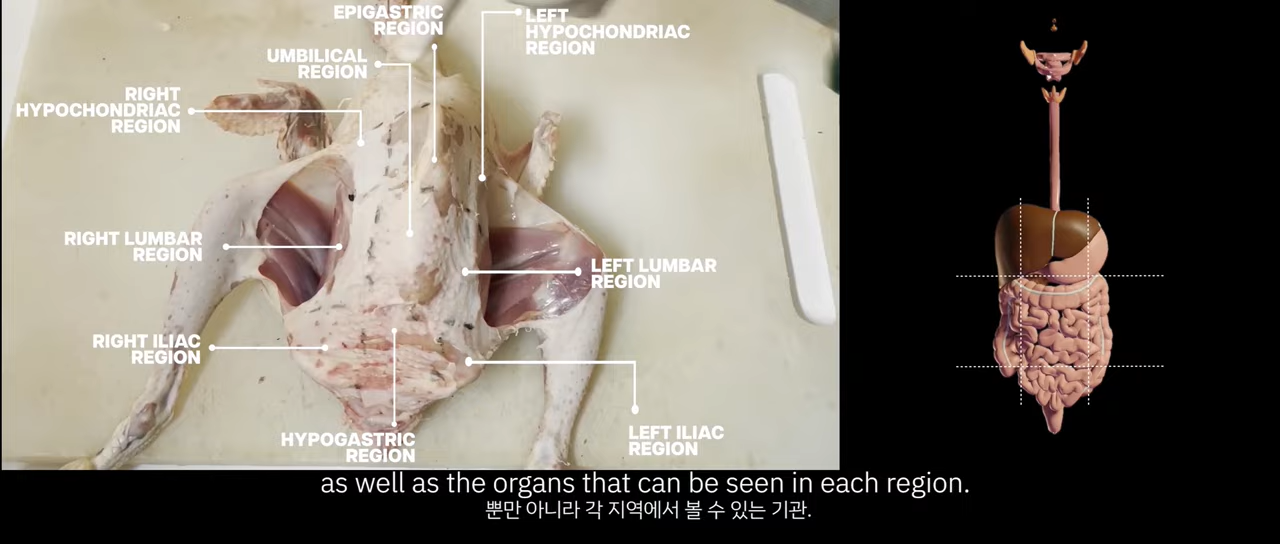 EPIGASTRIC
REGION
LEFT
HYPOCHONDRIAC
REGION
UMBILICAL
REGION
RIGHT
HYPOCHONDRIAC
REGION
RIGHT LUMBAR
REGION
LEFT LUMBAR
REGION
RIGHT ILIAC
REGION
HYPOGASTRIC
REGION
LEFT ILIAC
REGION
as well as the organs that can be seen in each region.
뿐만 아니라 각 지역에서 볼 수 있는 기관.